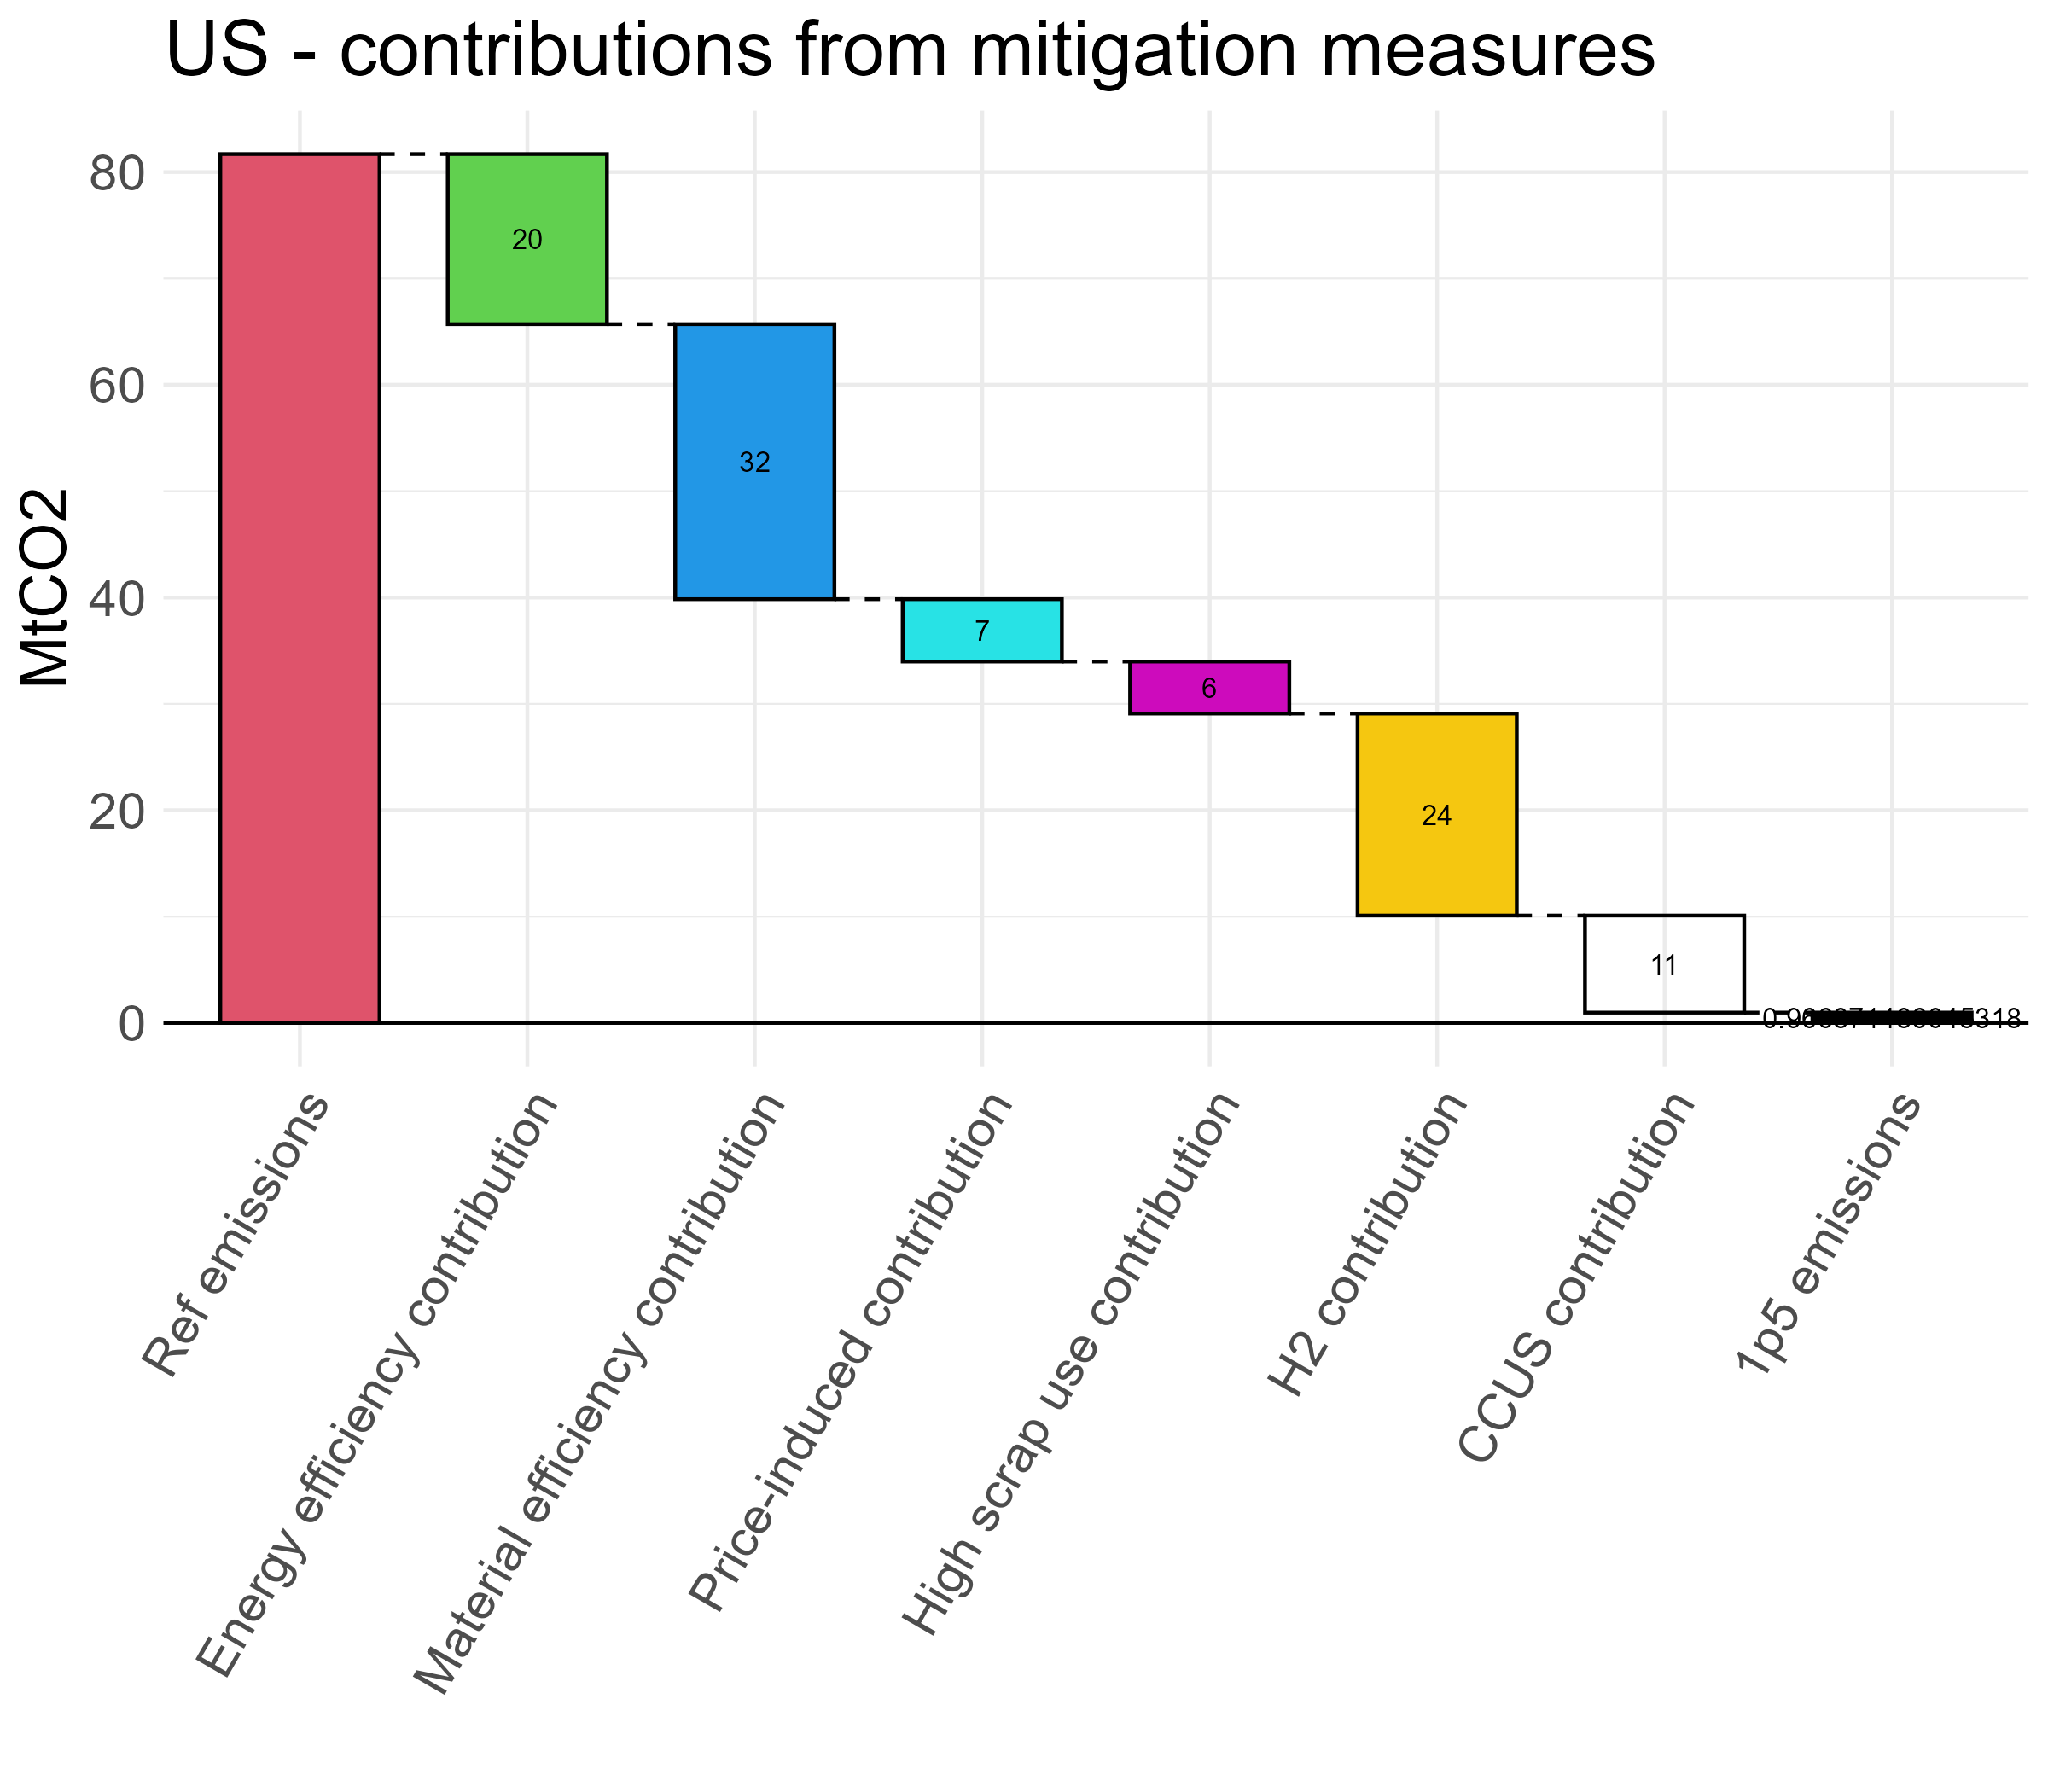 US - contributions from mitigation measures
MtCO2
80
60
40
20
0
20
32
7
6
24
11
Ref emissions
Energy efficiency contribution
Material efficiency contribution
Price-induced contribution
High scrap use contribution
H2 contribution
CCUS contribution
1p5 emissions